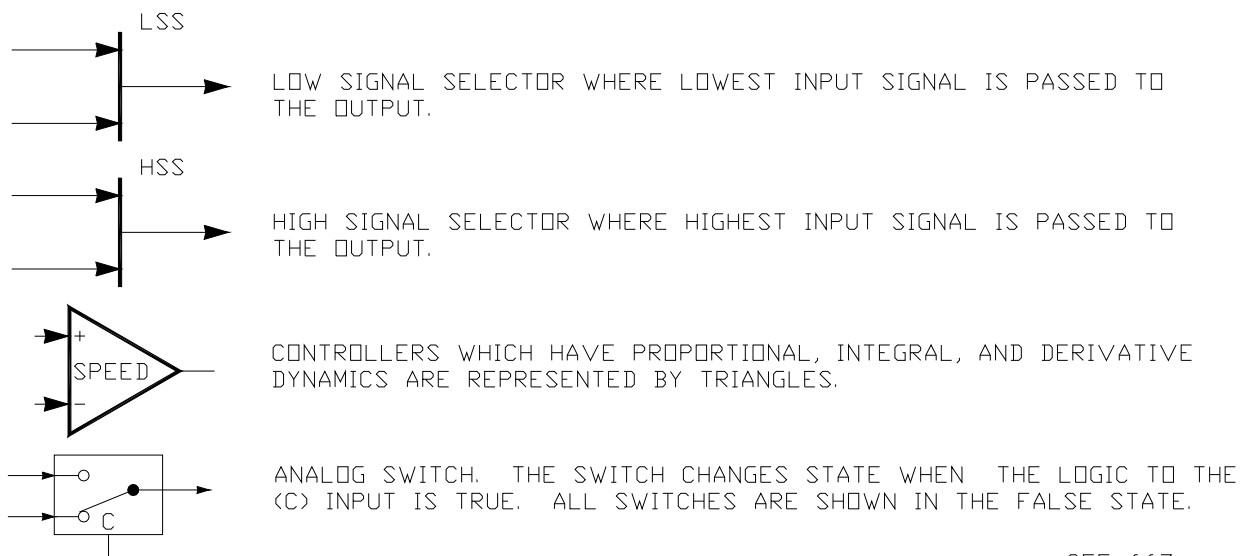 LSS
LOW SIGNAL SELECTOR WHERE LOWEST INPUT SIGNAL IS PASSED TO
THE OUTPUT.
HSS
HIGH SIGNAL SELECTOR WHERE HIGHEST INPUT SIGNAL IS PASSED TO
THE OUTPUT.
+
SPEED
-
CONTROLLERS WHICH HAVE PROPORTIONAL, INTEGRAL, AND DERIVATIVE
DYNAMICS ARE REPRESENTED BY TRIANGLES.
ANALOG SWITCH. THE SWITCH CHANGES STATE WHEN THE LOGIC TO THE
(C) INPUT IS TRUE. ALL SWITCHES ARE SHOWN IN THE FALSE STATE.
C